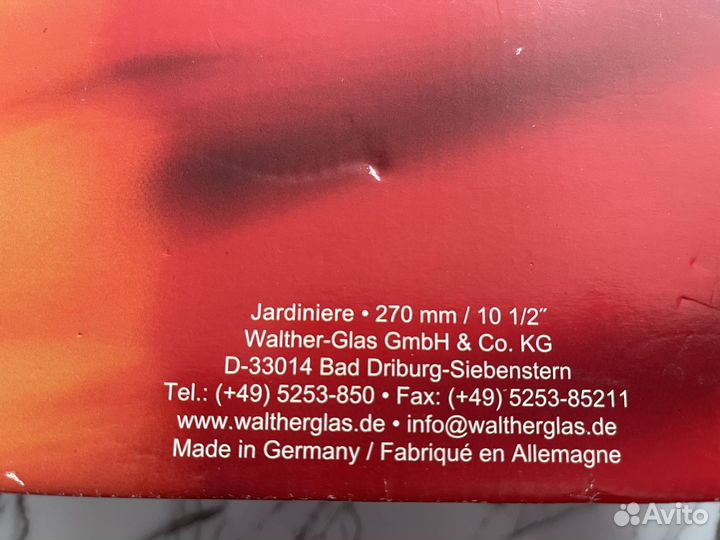 Jardiniere • 270 mm / 10 1/2˝
Walther-Glas GmbH & Co. KG
D-33014 Bad Driburg-Siebenstern
Tel.: (+49) 5253-850 • Fax: (+49) 5253-85211
www.waltherglas.de • info@waltherglas.de
Made in Germany / Fabriqué en Allemagne
Avito